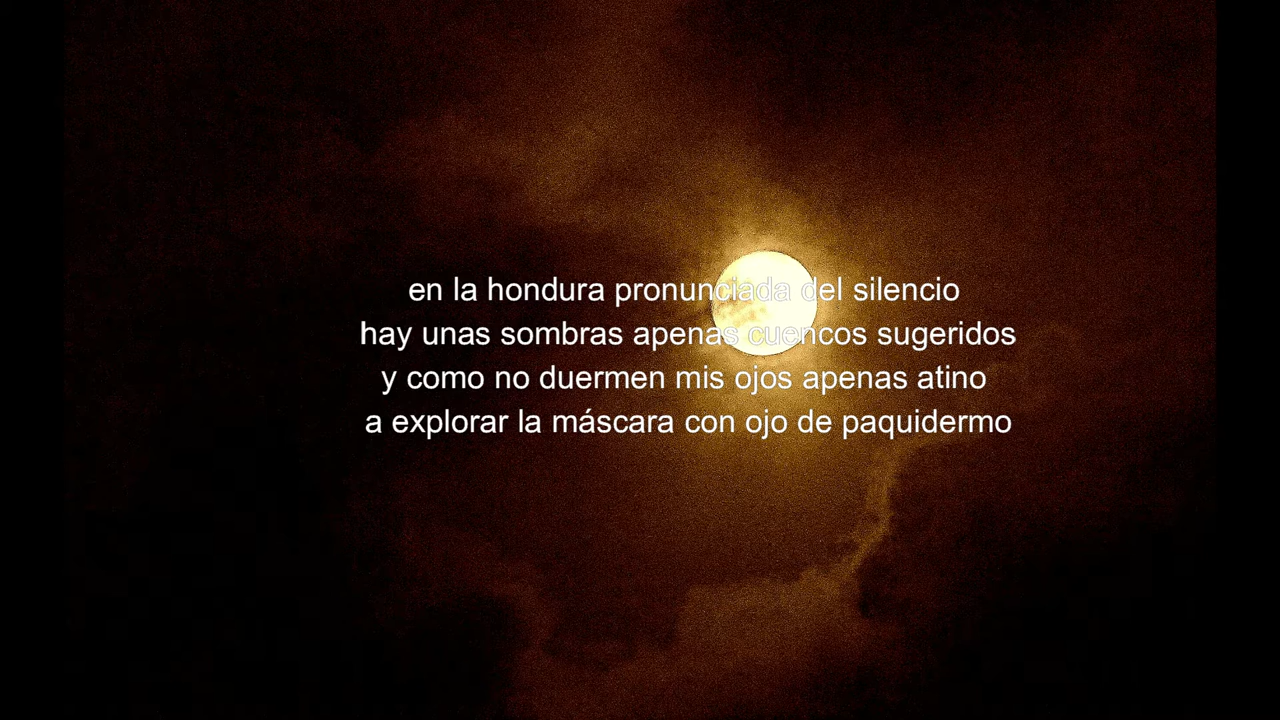 en la hondura pronunciada del silencio
hay unas sombras apenas cuencos sugeridos
y como no duermen mis ojos apenas atino
a explorar la máscara con ojo de paquidermo